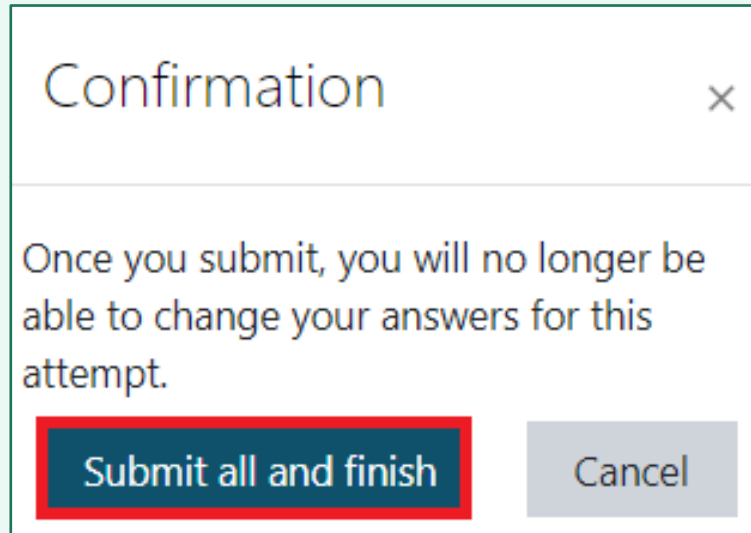 Confirmation
Once you submit, you will no longer be
able to change your answers for this
attempt.
Submit all and finish
Cancel